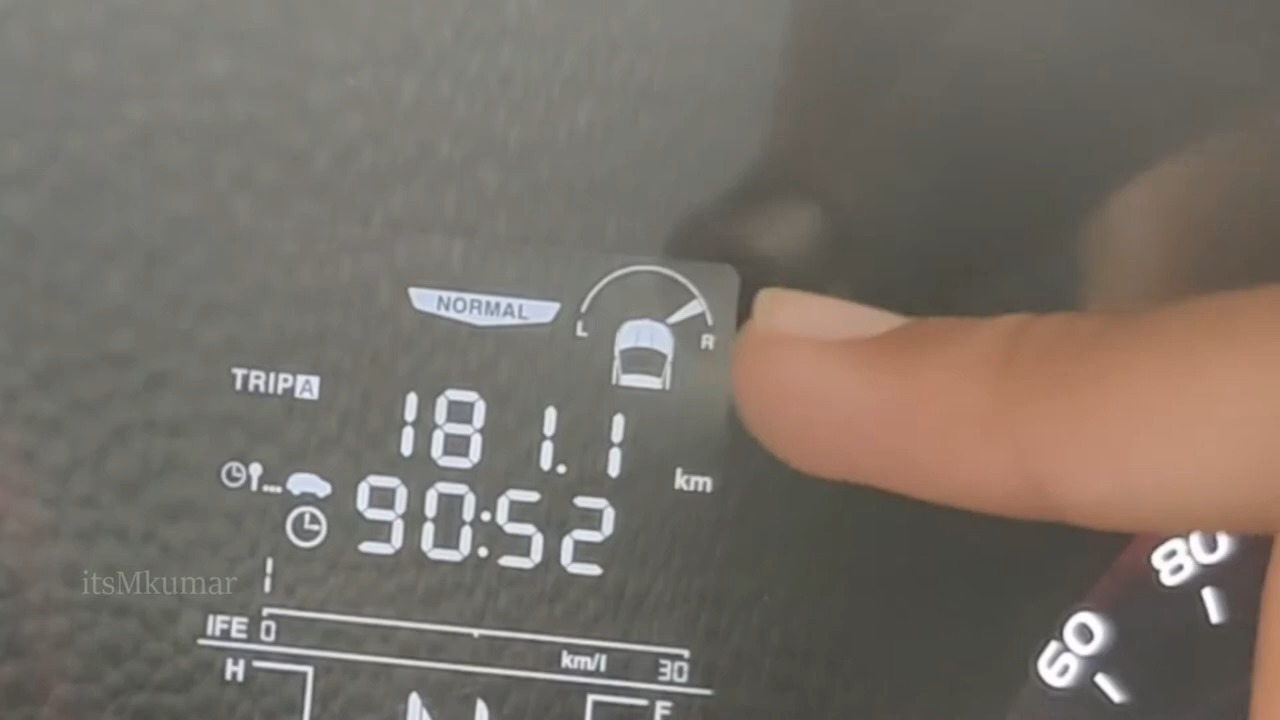 NORMAL
L R
TRIP A
181.1 km
90:52
itsMkumar
IFE 0 km/l 30
H N F
80
60